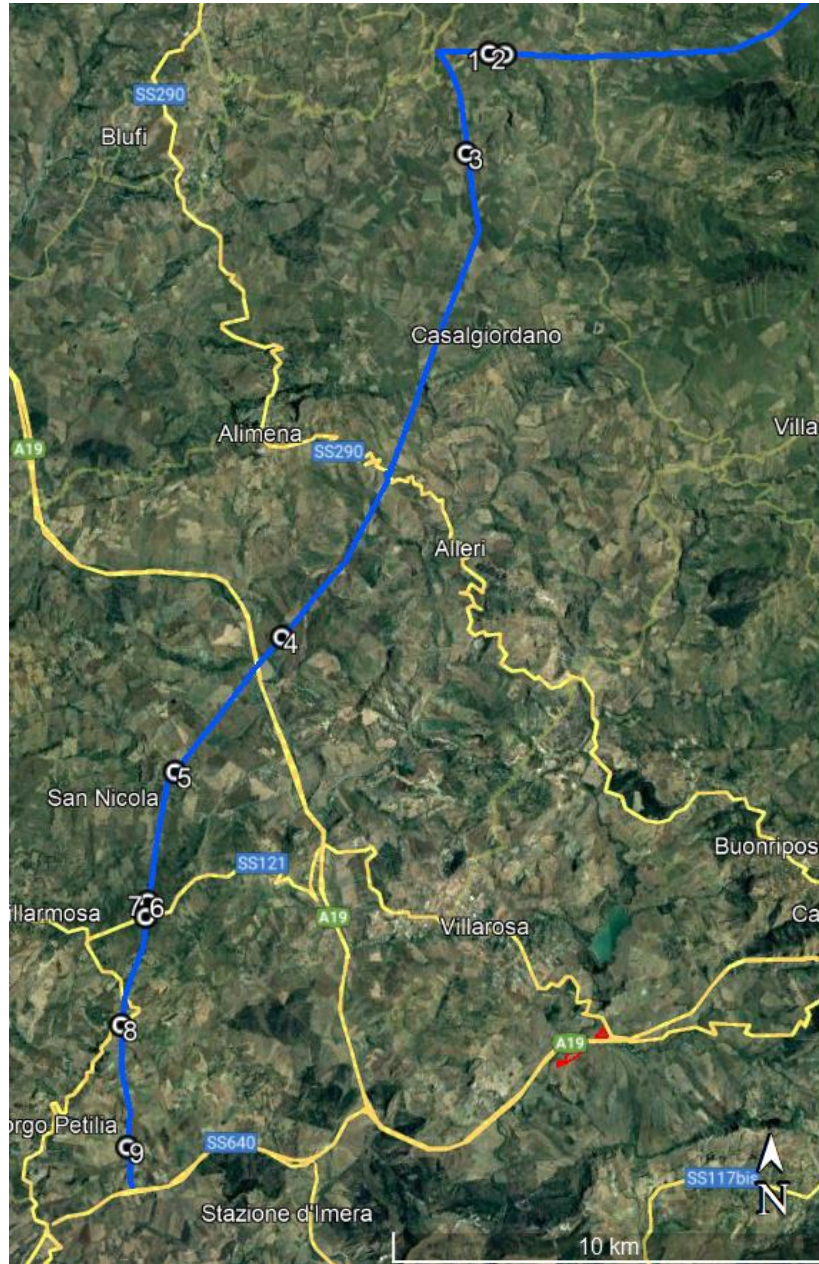 1 2
SS290
Blufi
3
Casalgiordano
Alimena
Villa
A19
SS290
Alleri
4
5
San Nicola
Buonripos
SS121
7 6
illarmosa
A19
Villarosa
Ca
8
A19
orgo Petilia
9
SS640
SS117bis
N
Stazione d'Imera
10 km